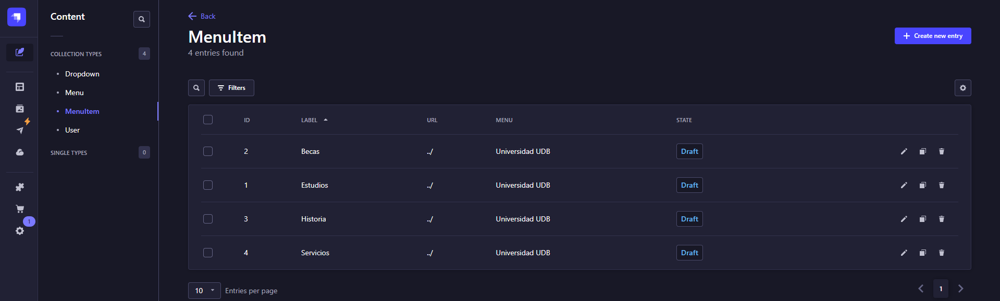 Content
COLLECTION TYPES 4
Dropdown
Menu
MenuItem
User
SINGLE TYPES 0
1
Back
MenuItem
4 entries found
Create new entry
Filters
ID LABEL URL MENU STATE
2 Becas ../ Universidad UDB Draft
1 Estudios ../ Universidad UDB Draft
3 Historia ../ Universidad UDB Draft
4 Servicios ../ Universidad UDB Draft
10 Entries per page 1